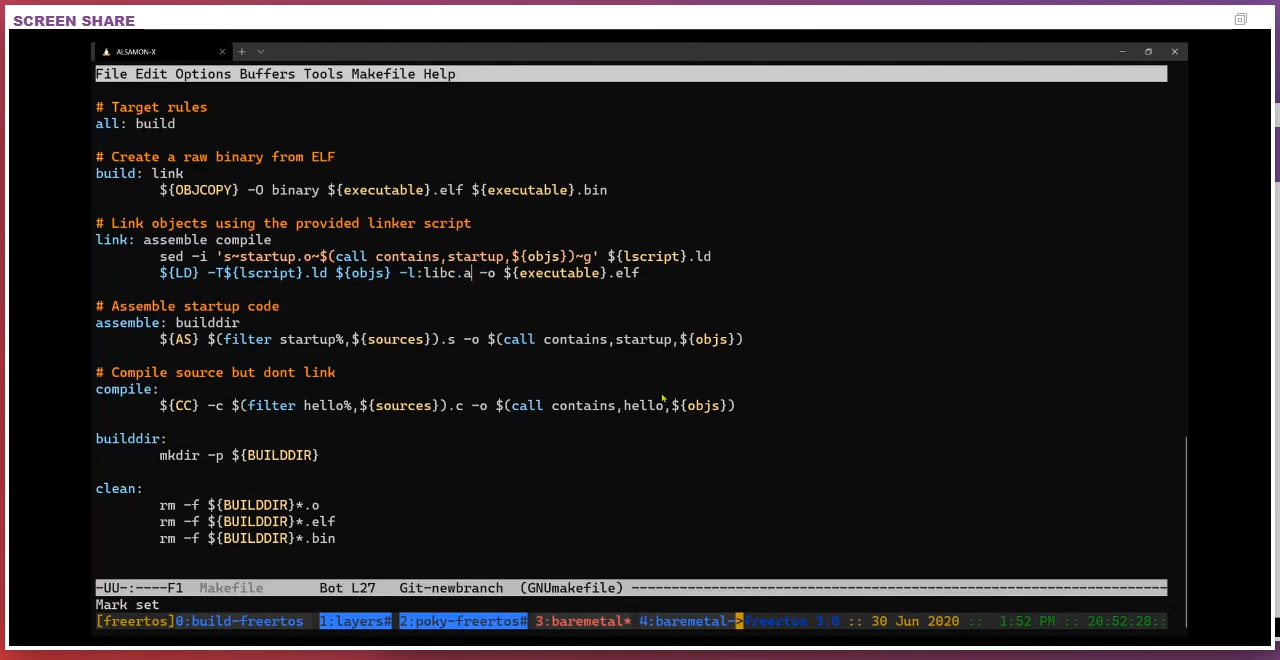 SCREEN SHARE
ALSAMON-X
File Edit Options Buffers Tools Makefile Help
# Target rules
all: build
# Create a raw binary from ELF
build: link
${OBJCOPY} -O binary ${executable}.elf ${executable}.bin
# Link objects using the provided linker script
link: assemble compile
sed -i 's~startup.o~$(call contains,startup,${objs})~g' ${lscript}.ld
${LD} -T${lscript}.ld ${objs} -l:libc.a -o ${executable}.elf
# Assemble startup code
assemble: builddir
${AS} $(filter startup%,${sources}).s -o $(call contains,startup,${objs})
# Compile source but dont link
compile:
${CC} -c $(filter hello%,${sources}).c -o $(call contains,hello,${objs})
builddir:
mkdir -p ${BUILDDIR}
clean:
rm -f ${BUILDDIR}*.o
rm -f ${BUILDDIR}*.elf
rm -f ${BUILDDIR}*.bin
-UU-:----F1 Makefile Bot L27 Git-newbranch (GNUmakefile) -------------------------------------------------------------------
Mark set
[freertos]0:build-freertos 1:layers# 2:poky-freertos# 3:baremetal* 4:baremetal-> freertos 3.0 :: 30 Jun 2020 :: 1:52 PM :: 20:52:28::